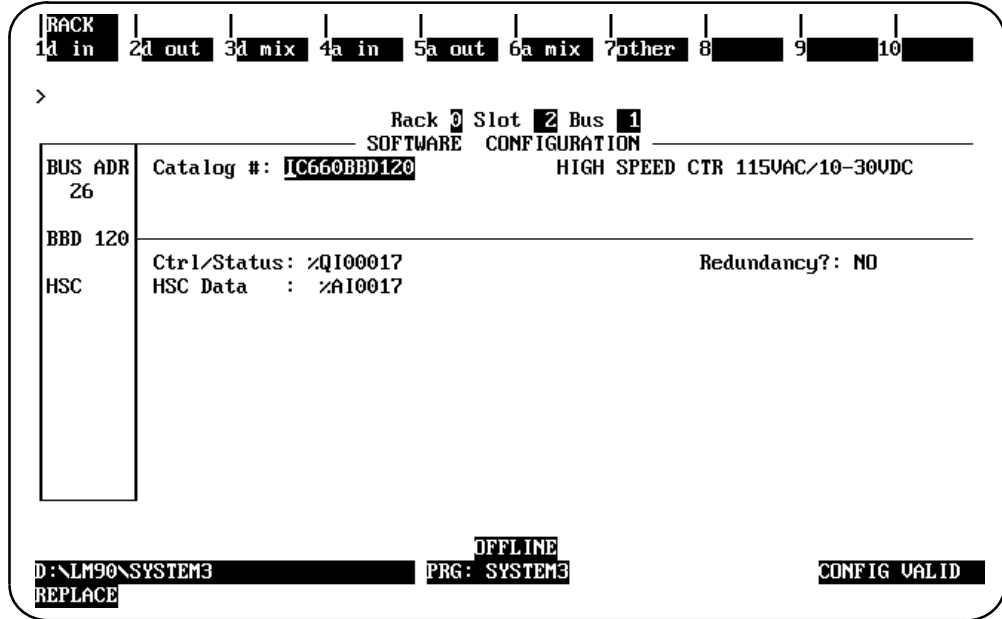 RACK
1d in 2d out 3d mix 4a in 5a out 6a mix 7other 8 9 10
>
Rack 0 Slot 2 Bus 1
SOFTWARE CONFIGURATION
BUS ADR Catalog #: IC660BBD120 HIGH SPEED CTR 115VAC/10-30VDC
26
BBD 120
Ctrl/Status: %QI00017 Redundancy?: NO
HSC HSC Data : %AI0017
OFFLINE
D:\LM90\SYSTEM3 PRG: SYSTEM3 CONFIG VALID
REPLACE